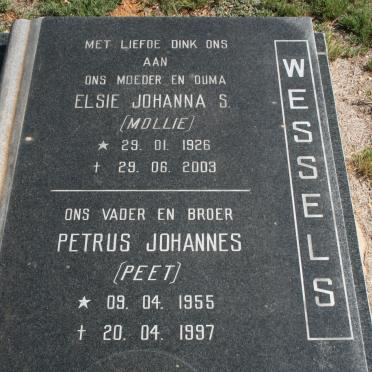 MET LIEFDE DINK ONS
AAN
ONS MOEDER EN OUMA
ELSIE JOHANNA S.
(MOLLIE)
★ 29. 01. 1926
† 29. 06. 2003
ONS VADER EN BROER
PETRUS JOHANNES
(PEET)
★ 09. 04. 1955
† 20. 04. 1997
WESSELS